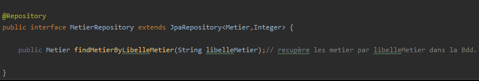 @Repository
public interface MetierRepository extends JpaRepository<Metier,Integer> {
public Metier findMetierByLibelleMetier(String libelleMetier);// recupère les metier par libelleMetier dans la Bdd.
}